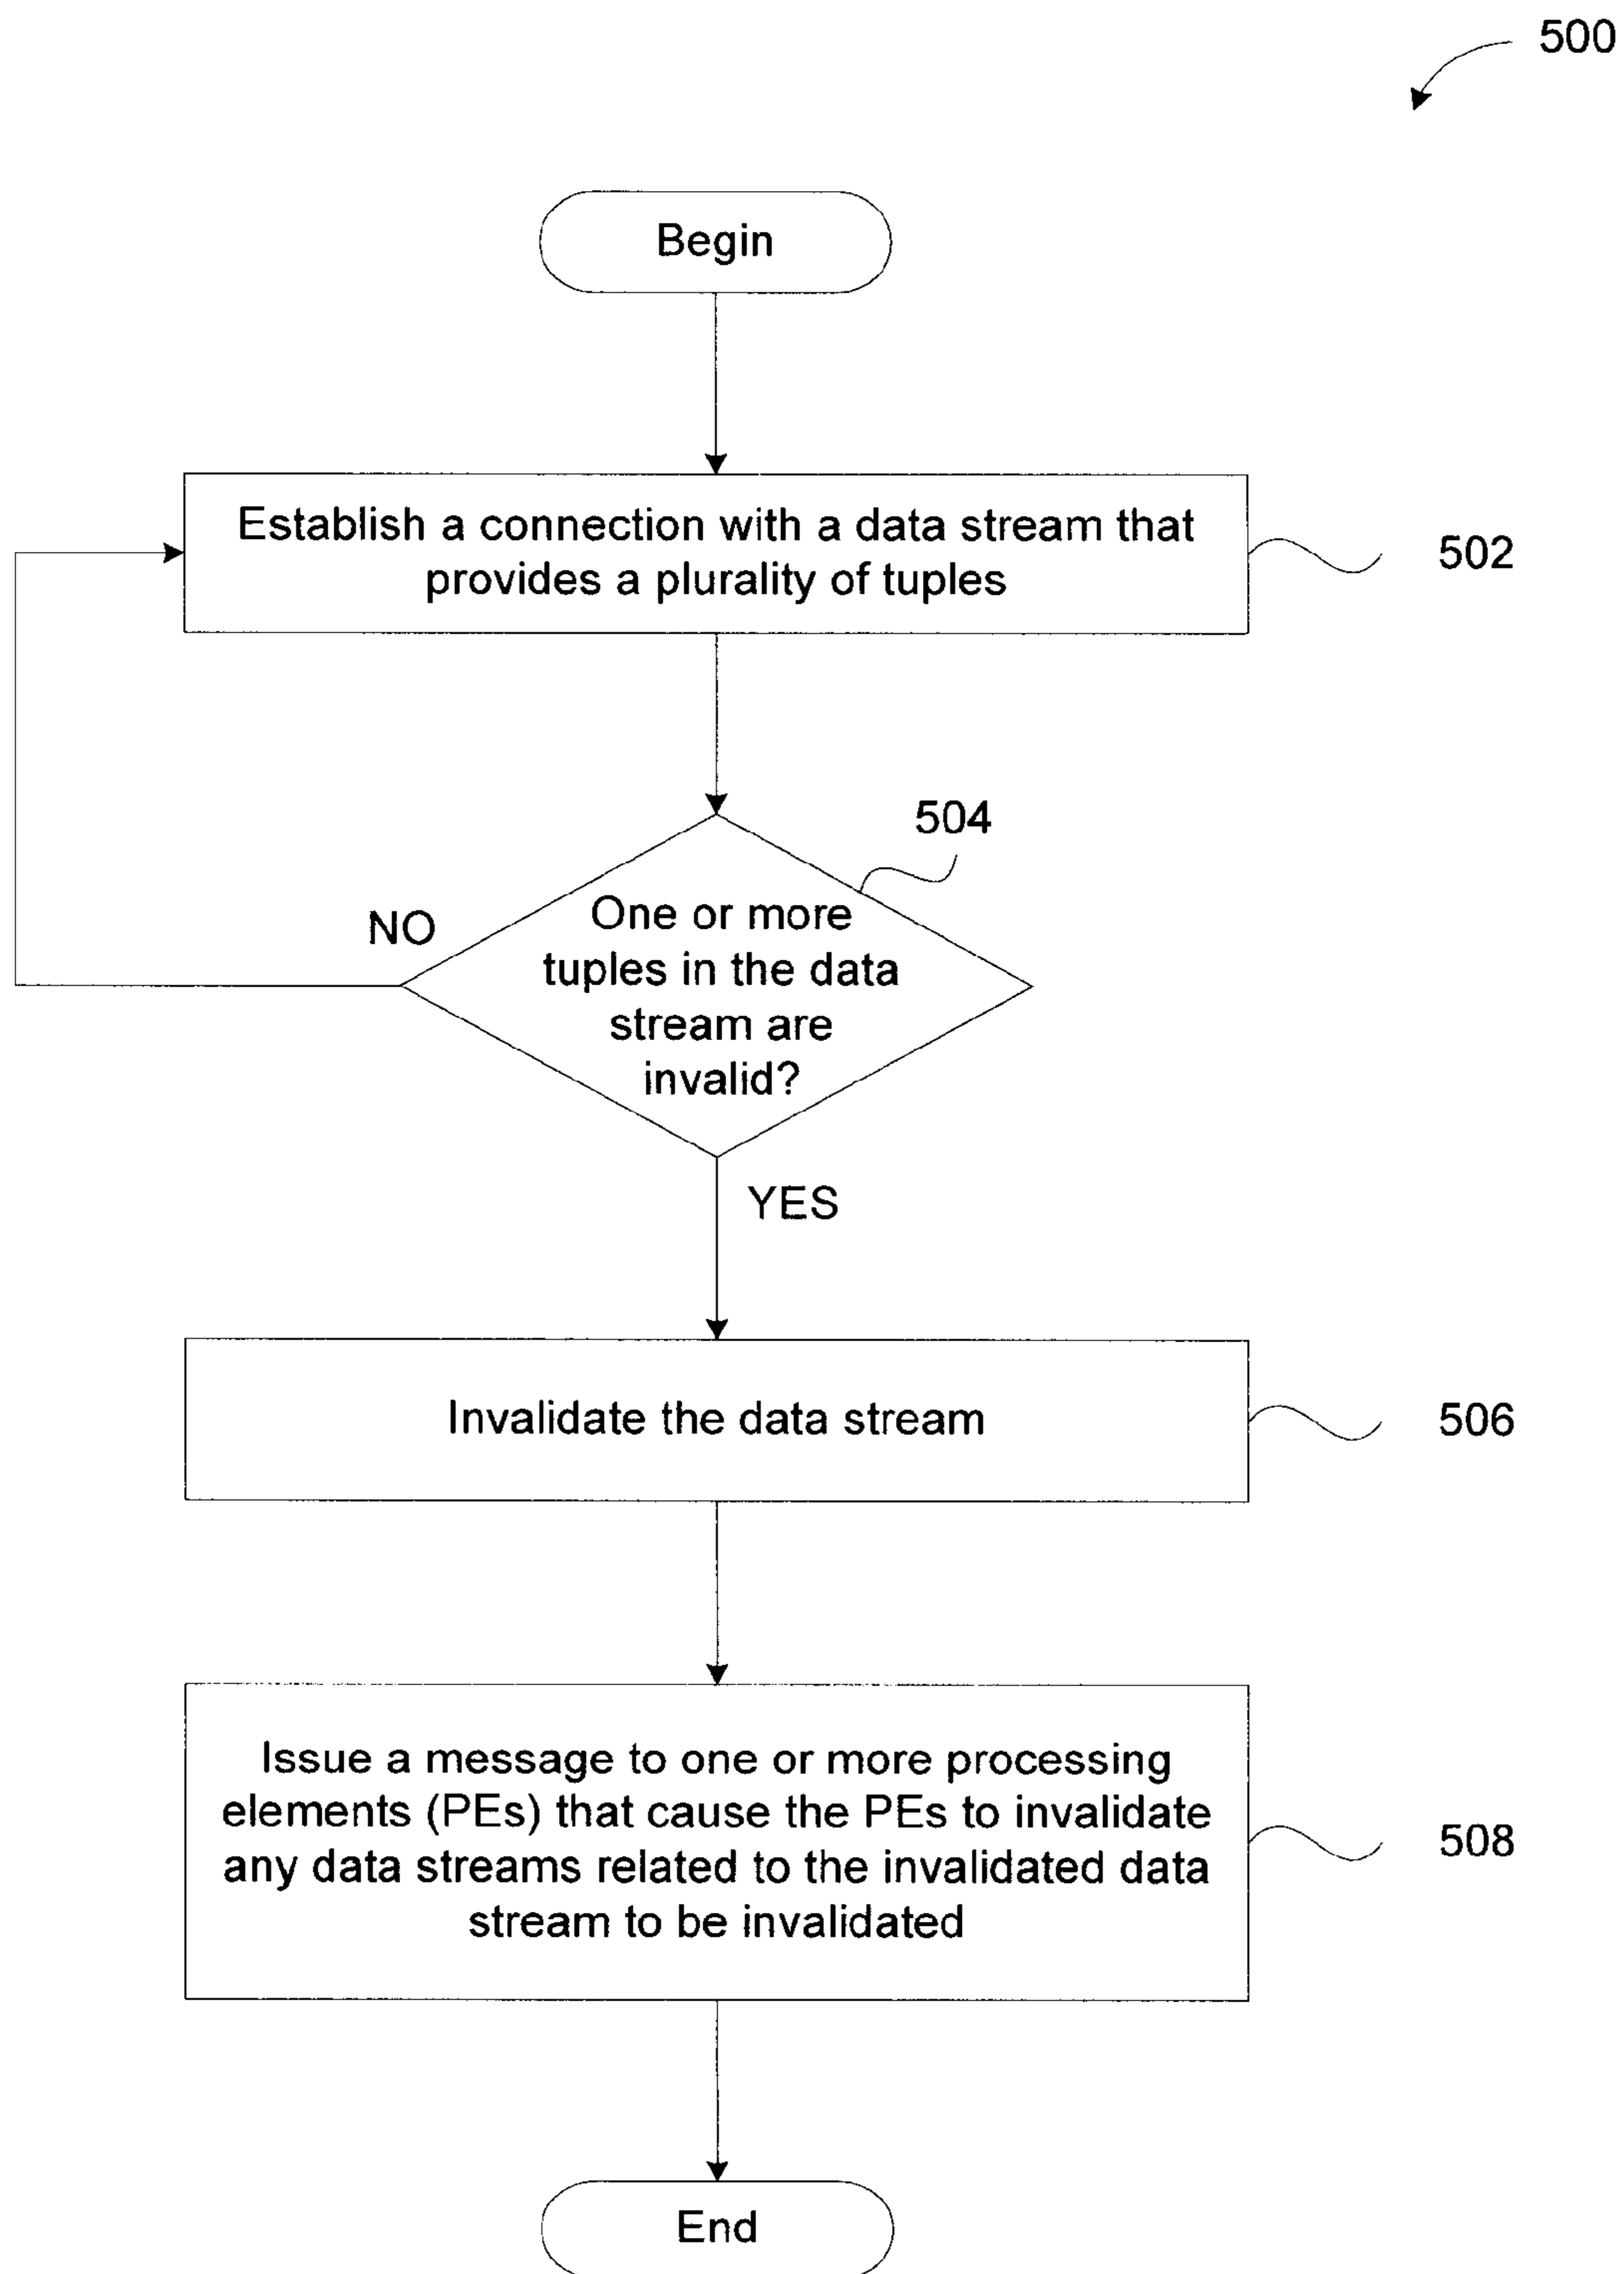 500
Begin
Establish a connection with a data stream that
provides a plurality of tuples
502
504
NO
One or more
tuples in the data
stream are
invalid?
YES
Invalidate the data stream
506
Issue a message to one or more processing
elements (PEs) that cause the PEs to invalidate
any data streams related to the invalidated data
stream to be invalidated
508
End